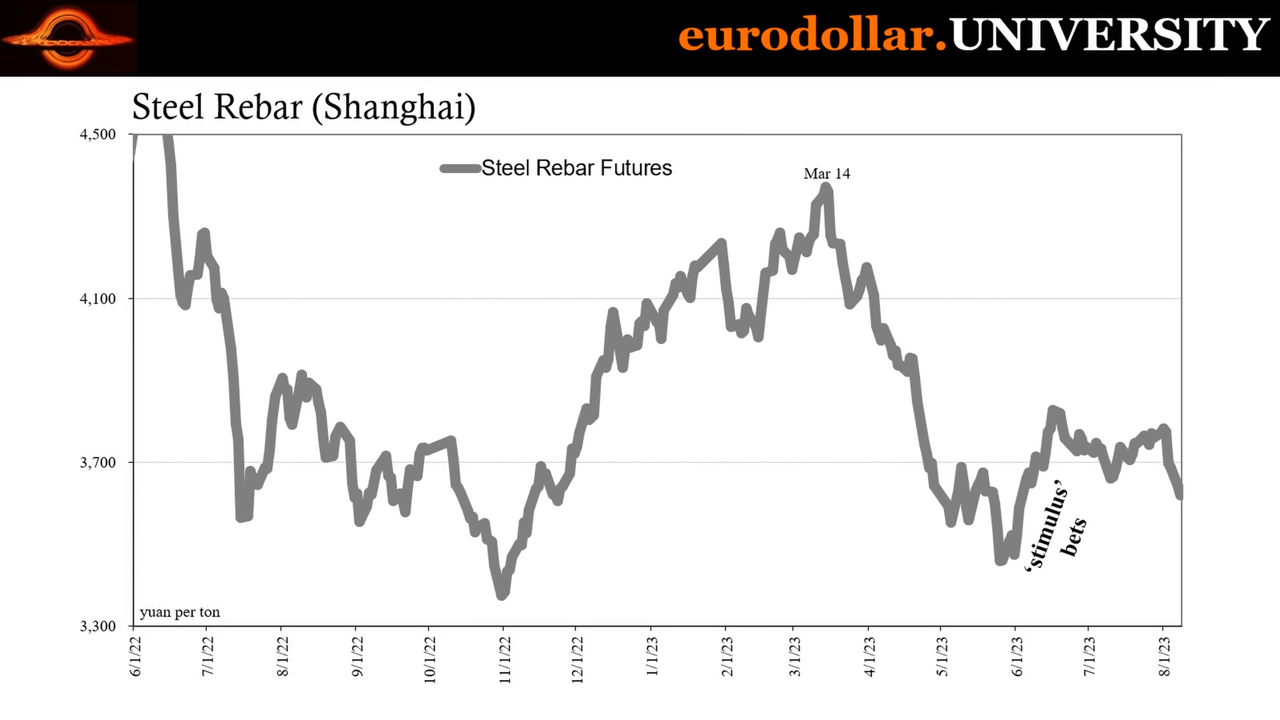 eurodollar.UNIVERSITY
Steel Rebar (Shanghai)
4,500
4,100
3,700
3,300
Steel Rebar Futures
Mar 14
‘stimulus’
bets
yuan per ton
6/1/22
7/1/22
8/1/22
9/1/22
10/1/22
11/1/22
12/1/22
1/1/23
2/1/23
3/1/23
4/1/23
5/1/23
6/1/23
7/1/23
8/1/23